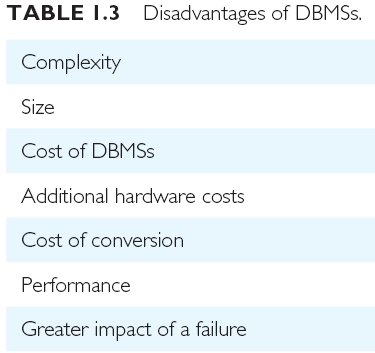 TABLE 1.3 Disadvantages of DBMSs.
Complexity
Size
Cost of DBMSs
Additional hardware costs
Cost of conversion
Performance
Greater impact of a failure